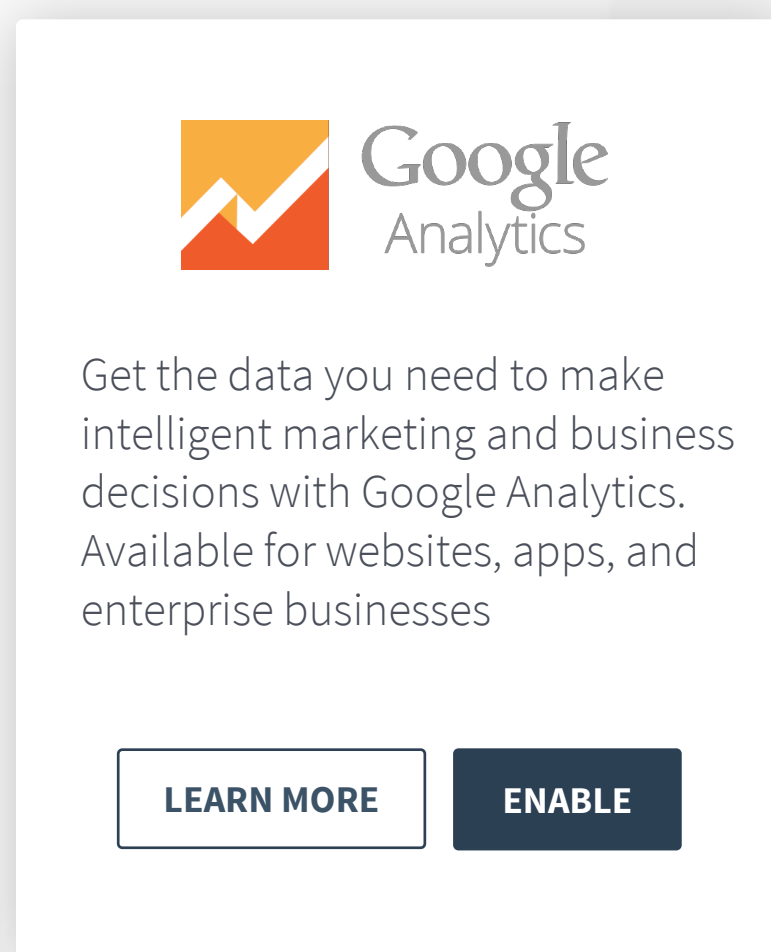 Google
Analytics
Get the data you need to make
intelligent marketing and business
decisions with Google Analytics.
Available for websites, apps, and
enterprise businesses
LEARN MORE
ENABLE